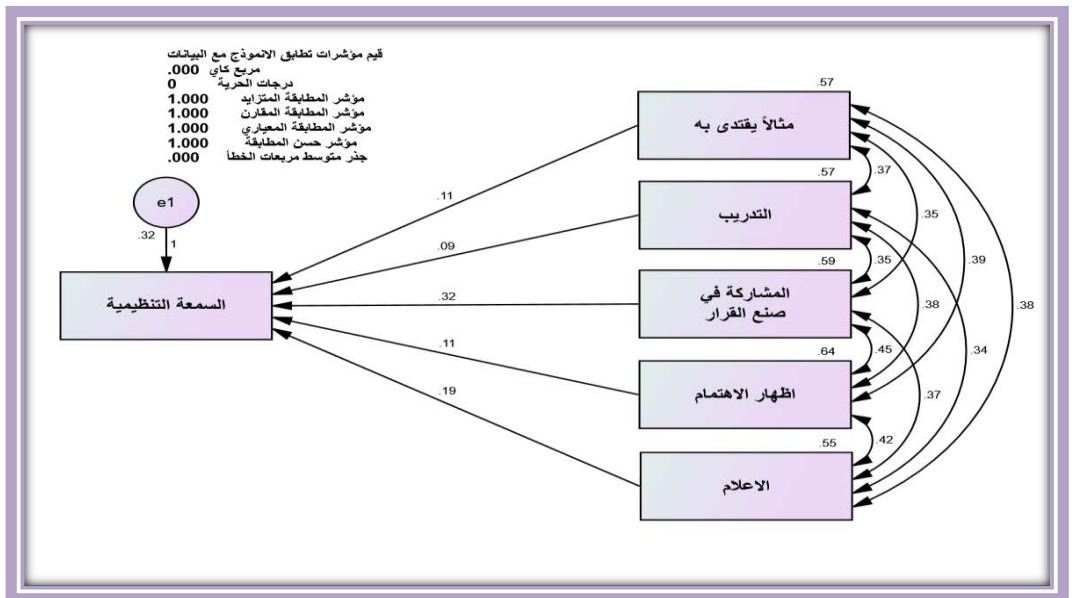 قيم مؤشرات تطابق الانموذج مع البيانات
مربع كاي .000
درجات الحرية 0
مؤشر المطابقة المتزايد 1.000
مؤشر المطابقة المقارن 1.000
مؤشر المطابقة المعياري 1.000
مؤشر حسن المطابقة 1.000
جذر متوسط مربعات الخطأ .000
e1
.32
1
السمعة التنظيمية
.11
.09
.32
.11
.19
.57
مثالاً يقتدى به
.57
التدريب
.59
المشاركة في
صنع القرار
.64
اظهار الاهتمام
.55
الاعلام
.37
.35
.35
.39
.38
.38
.45
.34
.37
.42